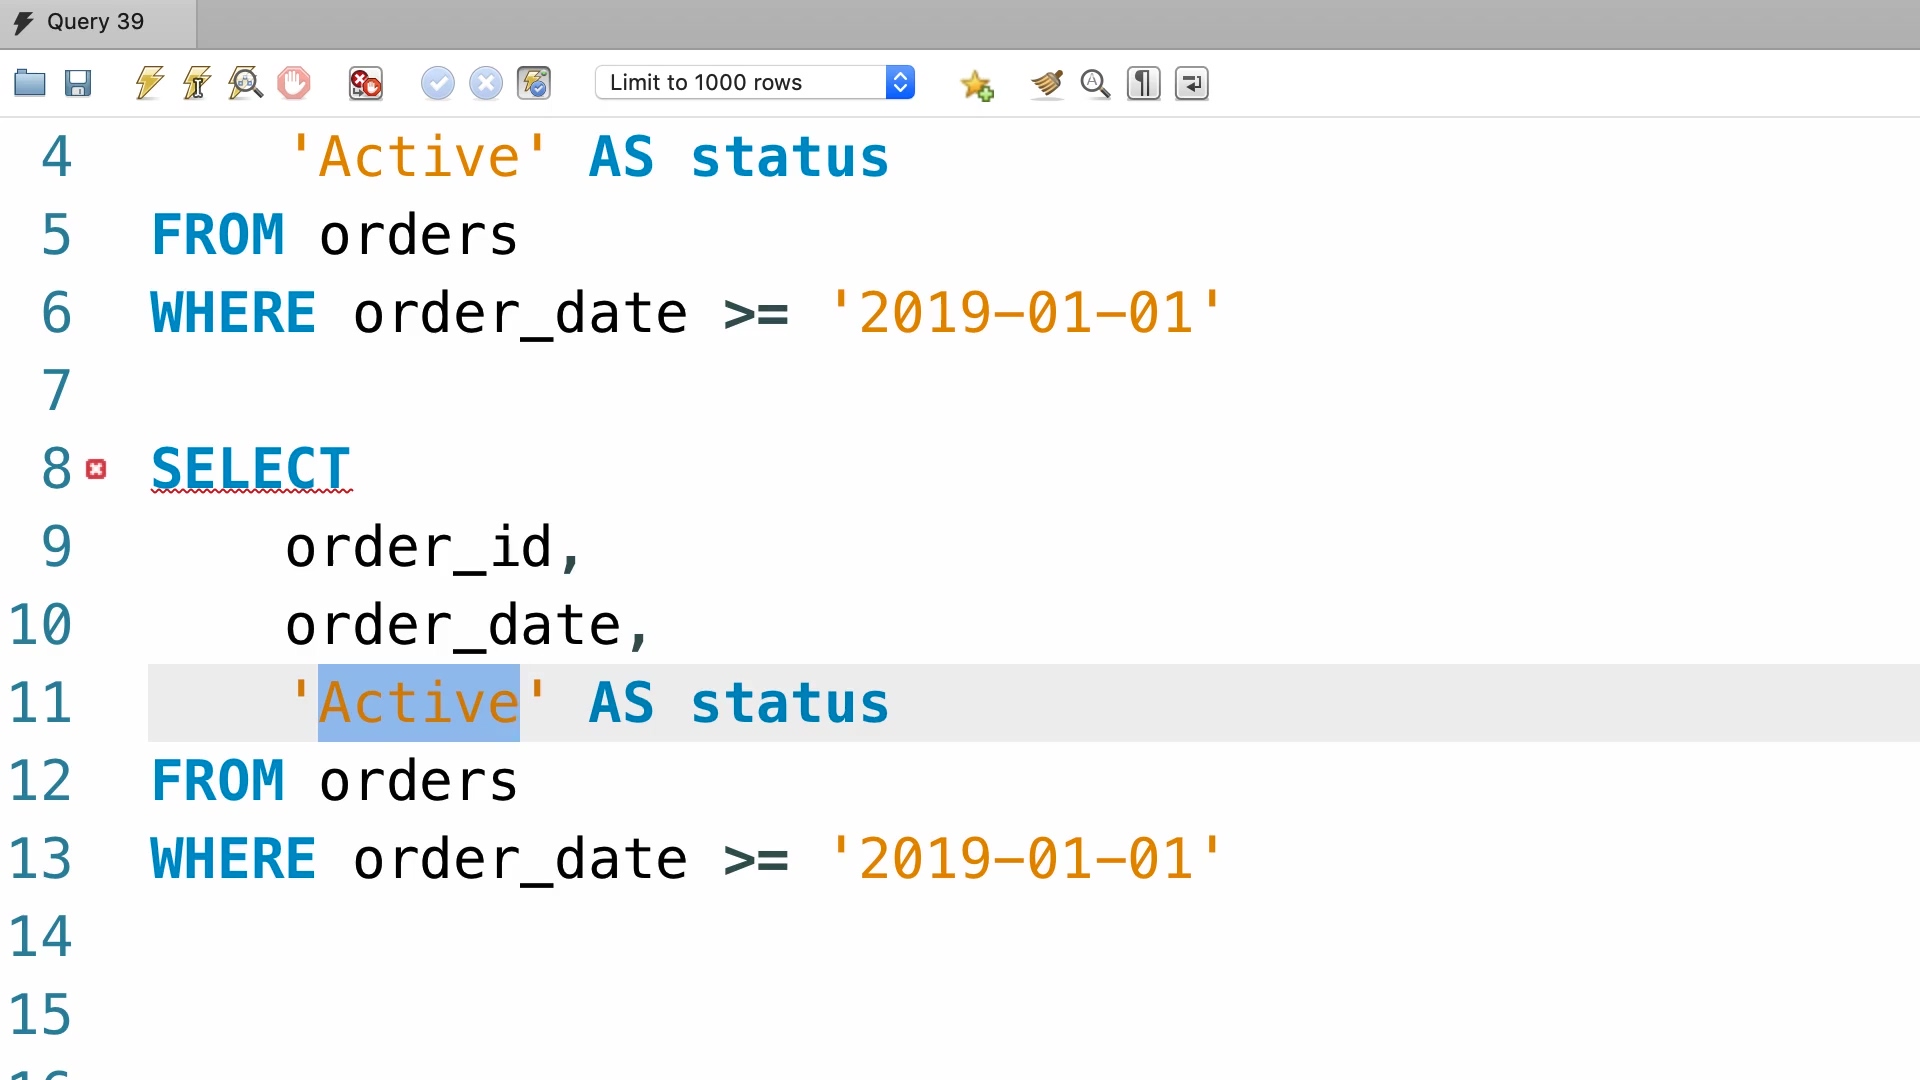 Query 39
Limit to 1000 rows
4 'Active' AS status
5 FROM orders
6 WHERE order_date >= '2019-01-01'
7
8 SELECT
9 order_id,
10 order_date,
11 'Active' AS status
12 FROM orders
13 WHERE order_date >= '2019-01-01'
14
15